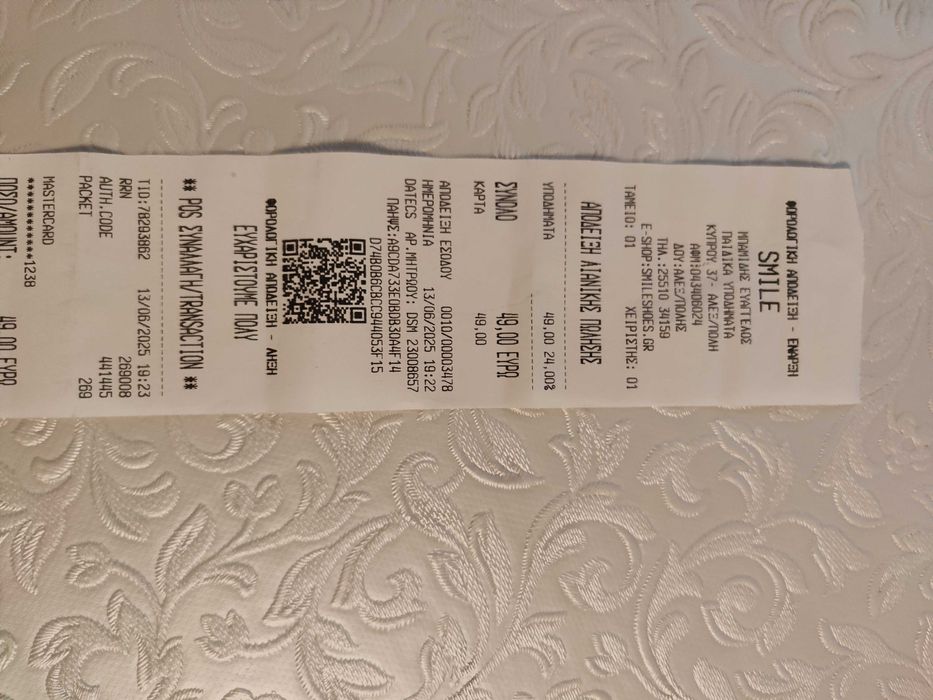 ΦΟΡΟΛΟΓΙΚΗ ΑΠΟΔΕΙΞΗ - ΕΝΑΡΞΗ
SMILE
ΜΠΑΜΙΔΗΣ ΕΥΑΓΓΕΛΟΣ
ΠΑΙΔΙΚΑ ΥΠΟΔΗΜΑΤΑ
ΚΥΠΡΟΥ 37- ΑΛΕΞ/ΠΟΛΗ
ΑΦΜ:043406024
ΔΟΥ:ΑΛΕΞ/ΠΟΛΗΣ
ΤΗΛ.:25510 34159
E-SHOP:SMILESHOES.GR
ΤΑΜΕΙΟ: 01 ΧΕΙΡΙΣΤΗΣ: 01
ΑΠΟΔΕΙΞΗ ΛΙΑΝΙΚΗΣ ΠΩΛΗΣΗΣ
ΥΠΟΔΗΜΑΤΑ 49,00 24,00%
ΣΥΝΟΛΟ 49,00 ΕΥΡΩ
ΚΑΡΤΑ 49,00
ΑΠΟΔΕΙΞΗ ΕΣΟΔΟΥ 0010/00003478
ΗΜΕΡΟΜΗΝΙΑ 13/06/2025 19:22
DATECS ΑΡ.ΜΗΤΡΩΟΥ: DSM 23008657
ΠΑΗΨΣ:A9CDA733E0BDB30A4F14
D74B0B6CBCC944D53F15
ΦΟΡΟΛΟΓΙΚΗ ΑΠΟΔΕΙΞΗ - ΛΗΞΗ
ΕΥΧΑΡΙΣΤΟΥΜΕ ΠΟΛΥ
** POS ΣΥΝΑΛΛΑΓΗ/TRANSACTION **
TID:78293862 13/06/2025 19:23
RRN 269008
AUTH.CODE 441445
PACKET 269
MASTERCARD
************1238
ΠΟΣΟ/AMOUNT: 49,00 ΕΥΡΩ